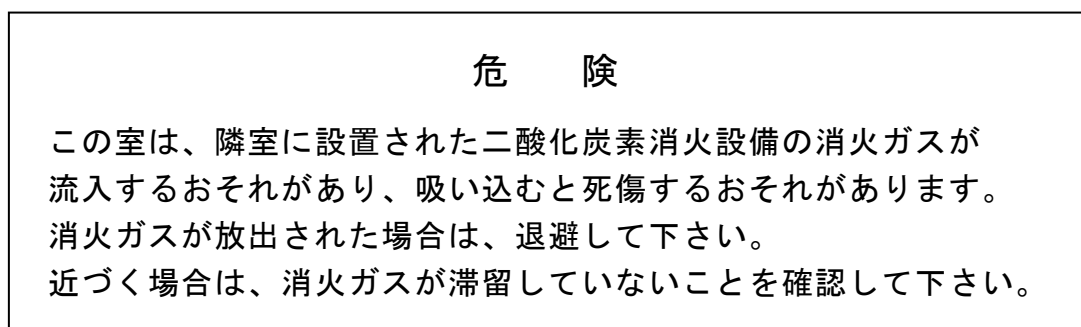 危　険
この室は、隣室に設置された二酸化炭素消火設備の消火ガスが
流入するおそれがあり、吸い込むと死傷するおそれがあります。
消火ガスが放出された場合は、退避して下さい。
近づく場合は、消火ガスが滞留していないことを確認して下さい。